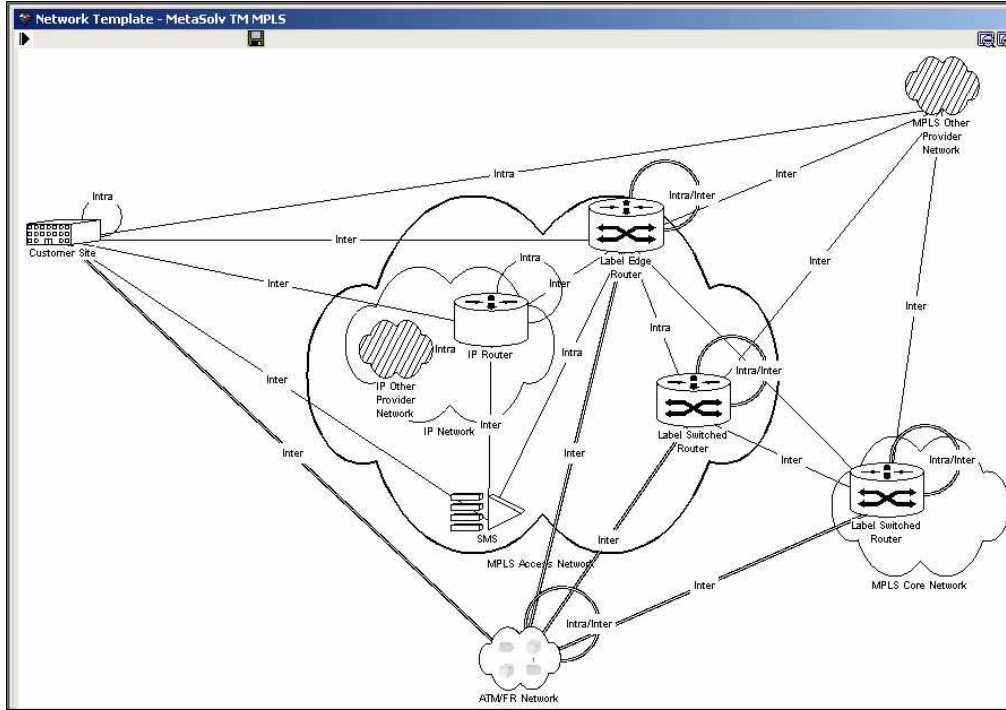 Network Template - MetaSolv TM MPLS
MPLS Other
Provider
Network
Intra
Inter
Intra/Inter
Intra
Customer Site
Inter
Label Edge
Router
Intra
Inter
Inter
Inter
Inter
Intra
IP Router
Intra
Intra
IP Other
Provider
Network
Inter
Intra/Inter
IP Network
Inter
Label Switched
Router
Inter
Inter
Inter
Intra/Inter
SMS
Label Switched
Router
Inter
MPLS Access Network
MPLS Core Network
Inter
Intra/Inter
ATM/FR Network